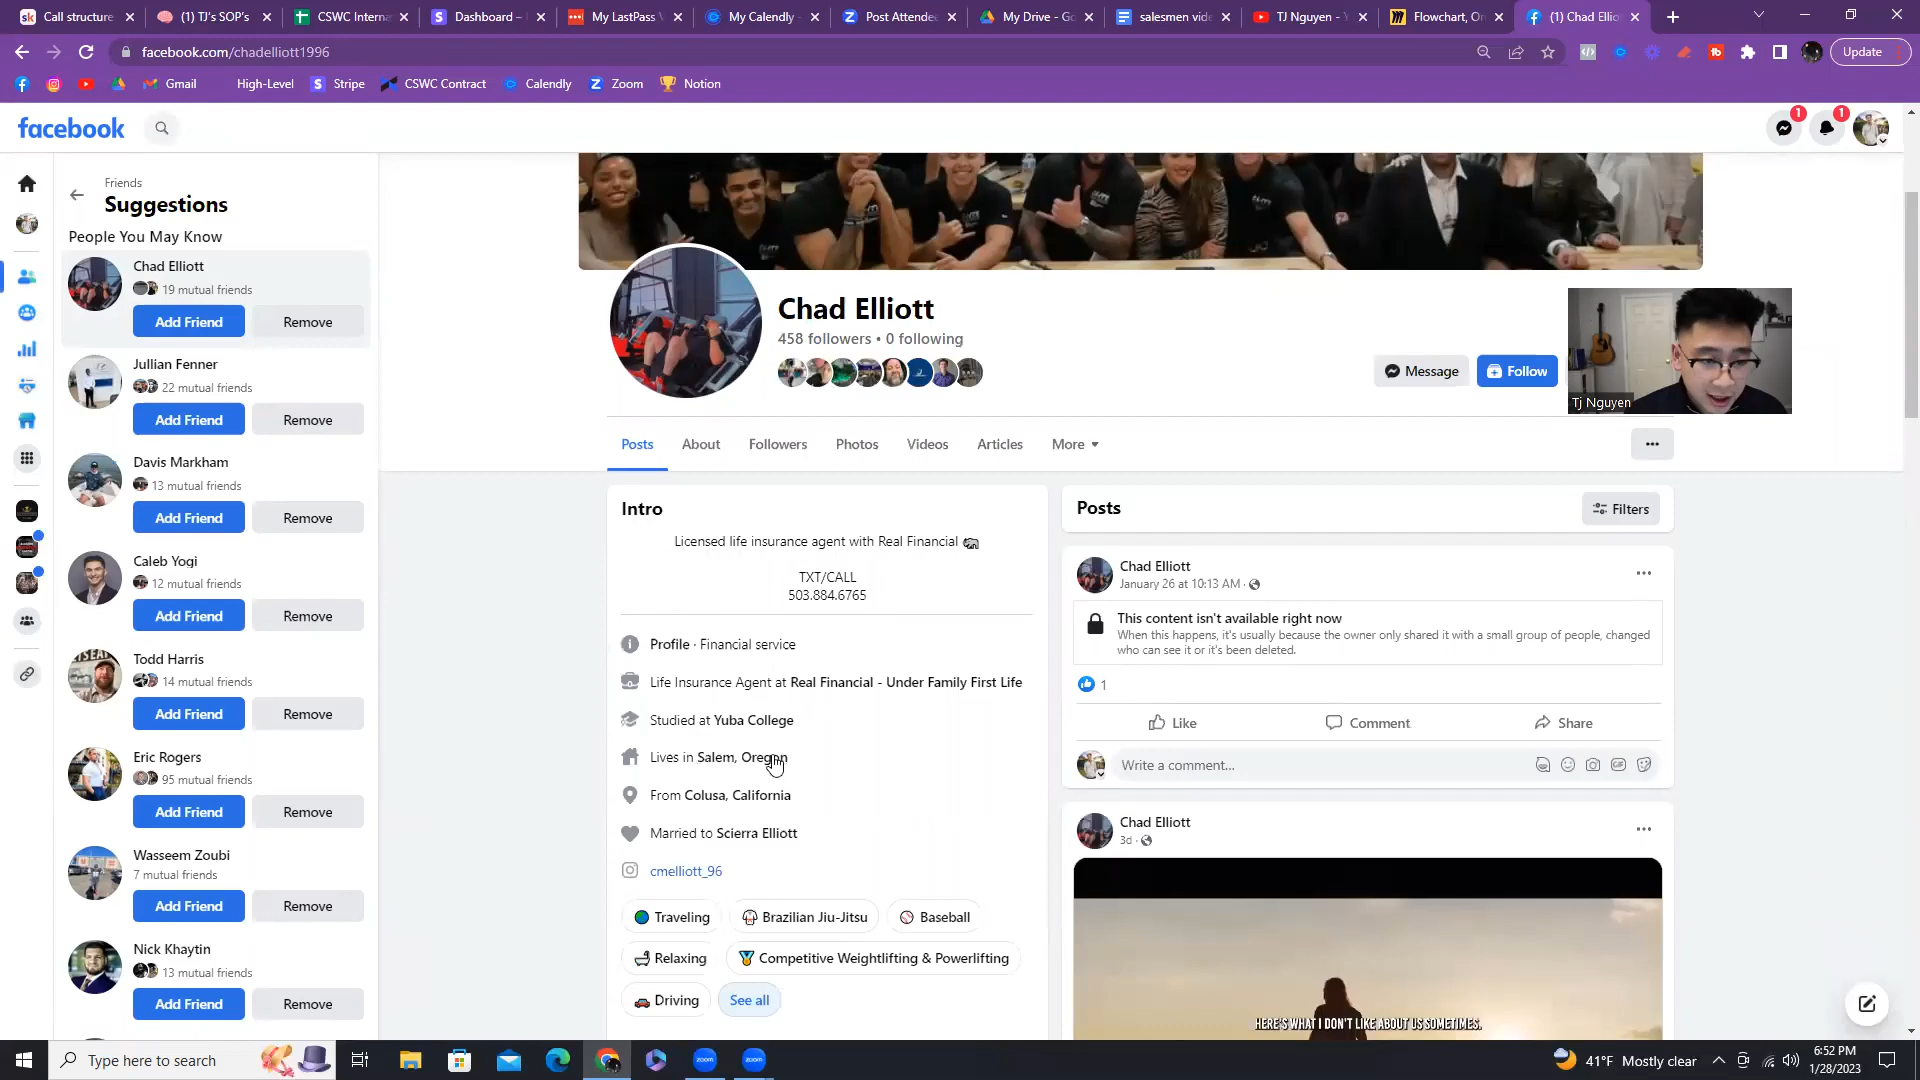 Call structure
(1) TJ's SOP's
CSWC Interna
Dashboard –
My LastPass
My Calendly
Post Attende
My Drive - Go
salesmen vid
TJ Nguyen - Y
Flowchart, Or
(1) Chad Ellio
facebook.com/chadelliott1996
Update
Gmail
High-Level
Stripe
CSWC Contract
Calendly
Zoom
Notion
facebook
1
1
Friends
Suggestions
People You May Know
Chad Elliott
19 mutual friends
Add Friend
Remove
Jullian Fenner
22 mutual friends
Add Friend
Remove
Davis Markham
13 mutual friends
Add Friend
Remove
Caleb Yogi
12 mutual friends
Add Friend
Remove
Todd Harris
14 mutual friends
Add Friend
Remove
Eric Rogers
95 mutual friends
Add Friend
Remove
Wasseem Zoubi
7 mutual friends
Add Friend
Remove
Nick Khaytin
13 mutual friends
Add Friend
Remove
Chad Elliott
458 followers • 0 following
Message
Follow
Tj Nguyen
Posts
About
Followers
Photos
Videos
Articles
More
Intro
Licensed life insurance agent with Real Financial
TXT/CALL
503.884.6765
Profile · Financial service
Life Insurance Agent at Real Financial - Under Family First Life
Studied at Yuba College
Lives in Salem, Oregon
From Colusa, California
Married to Scierra Elliott
cmelliott_96
Traveling
Brazilian Jiu-Jitsu
Baseball
Relaxing
Competitive Weightlifting & Powerlifting
Driving
See all
Posts
Filters
Chad Elliott
January 26 at 10:13 AM ·
This content isn't available right now
When this happens, it's usually because the owner only shared it with a small group of people, changed
who can see it or it's been deleted.
1
Like
Comment
Share
Write a comment...
Chad Elliott
3d ·
HERE'S WHAT I DON'T LIKE ABOUT US SOMETIMES.
Type here to search
zoom
zoom
41°F Mostly clear
6:52 PM
1/28/2023